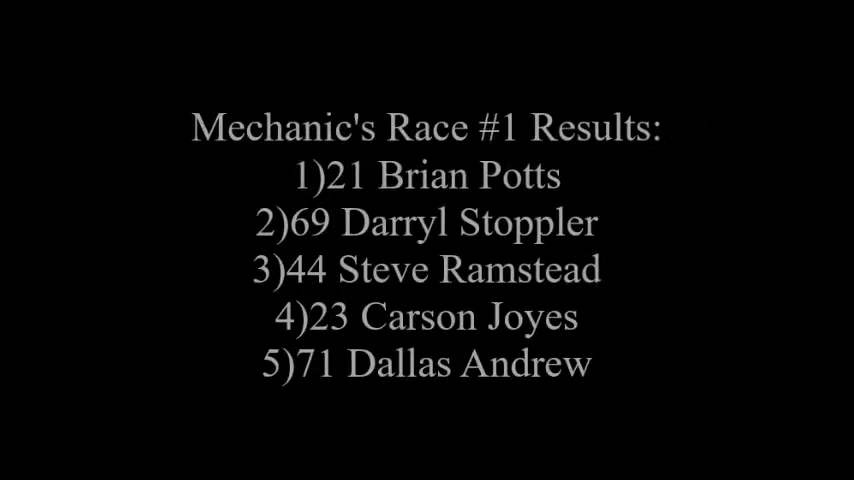 Mechanic's Race #1 Results:
1)21 Brian Potts
2)69 Darryl Stoppler
3)44 Steve Ramstead
4)23 Carson Joyes
5)71 Dallas Andrew